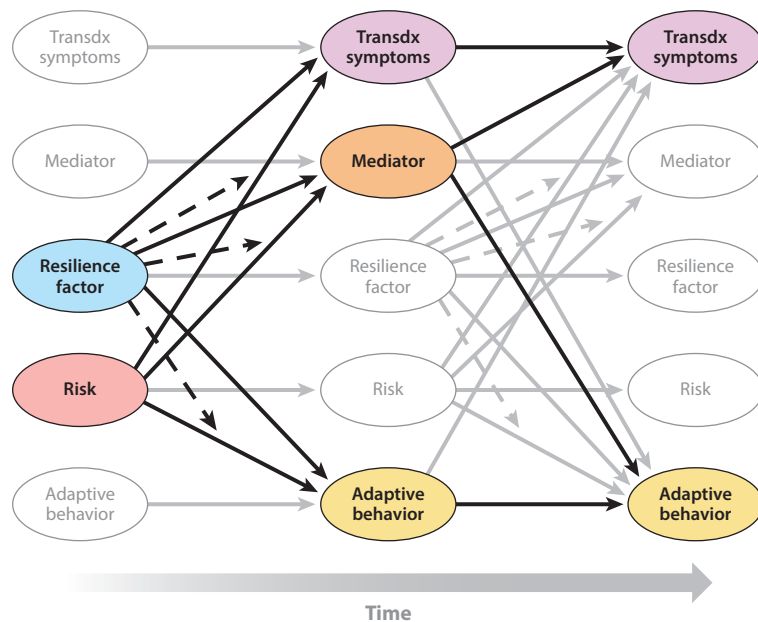 Transdx
symptoms
Transdx
symptoms
Transdx
symptoms
Mediator
Mediator
Mediator
Resilience
factor
Resilience
factor
Resilience
factor
Risk
Risk
Risk
Adaptive
behavior
Adaptive
behavior
Adaptive
behavior
Time